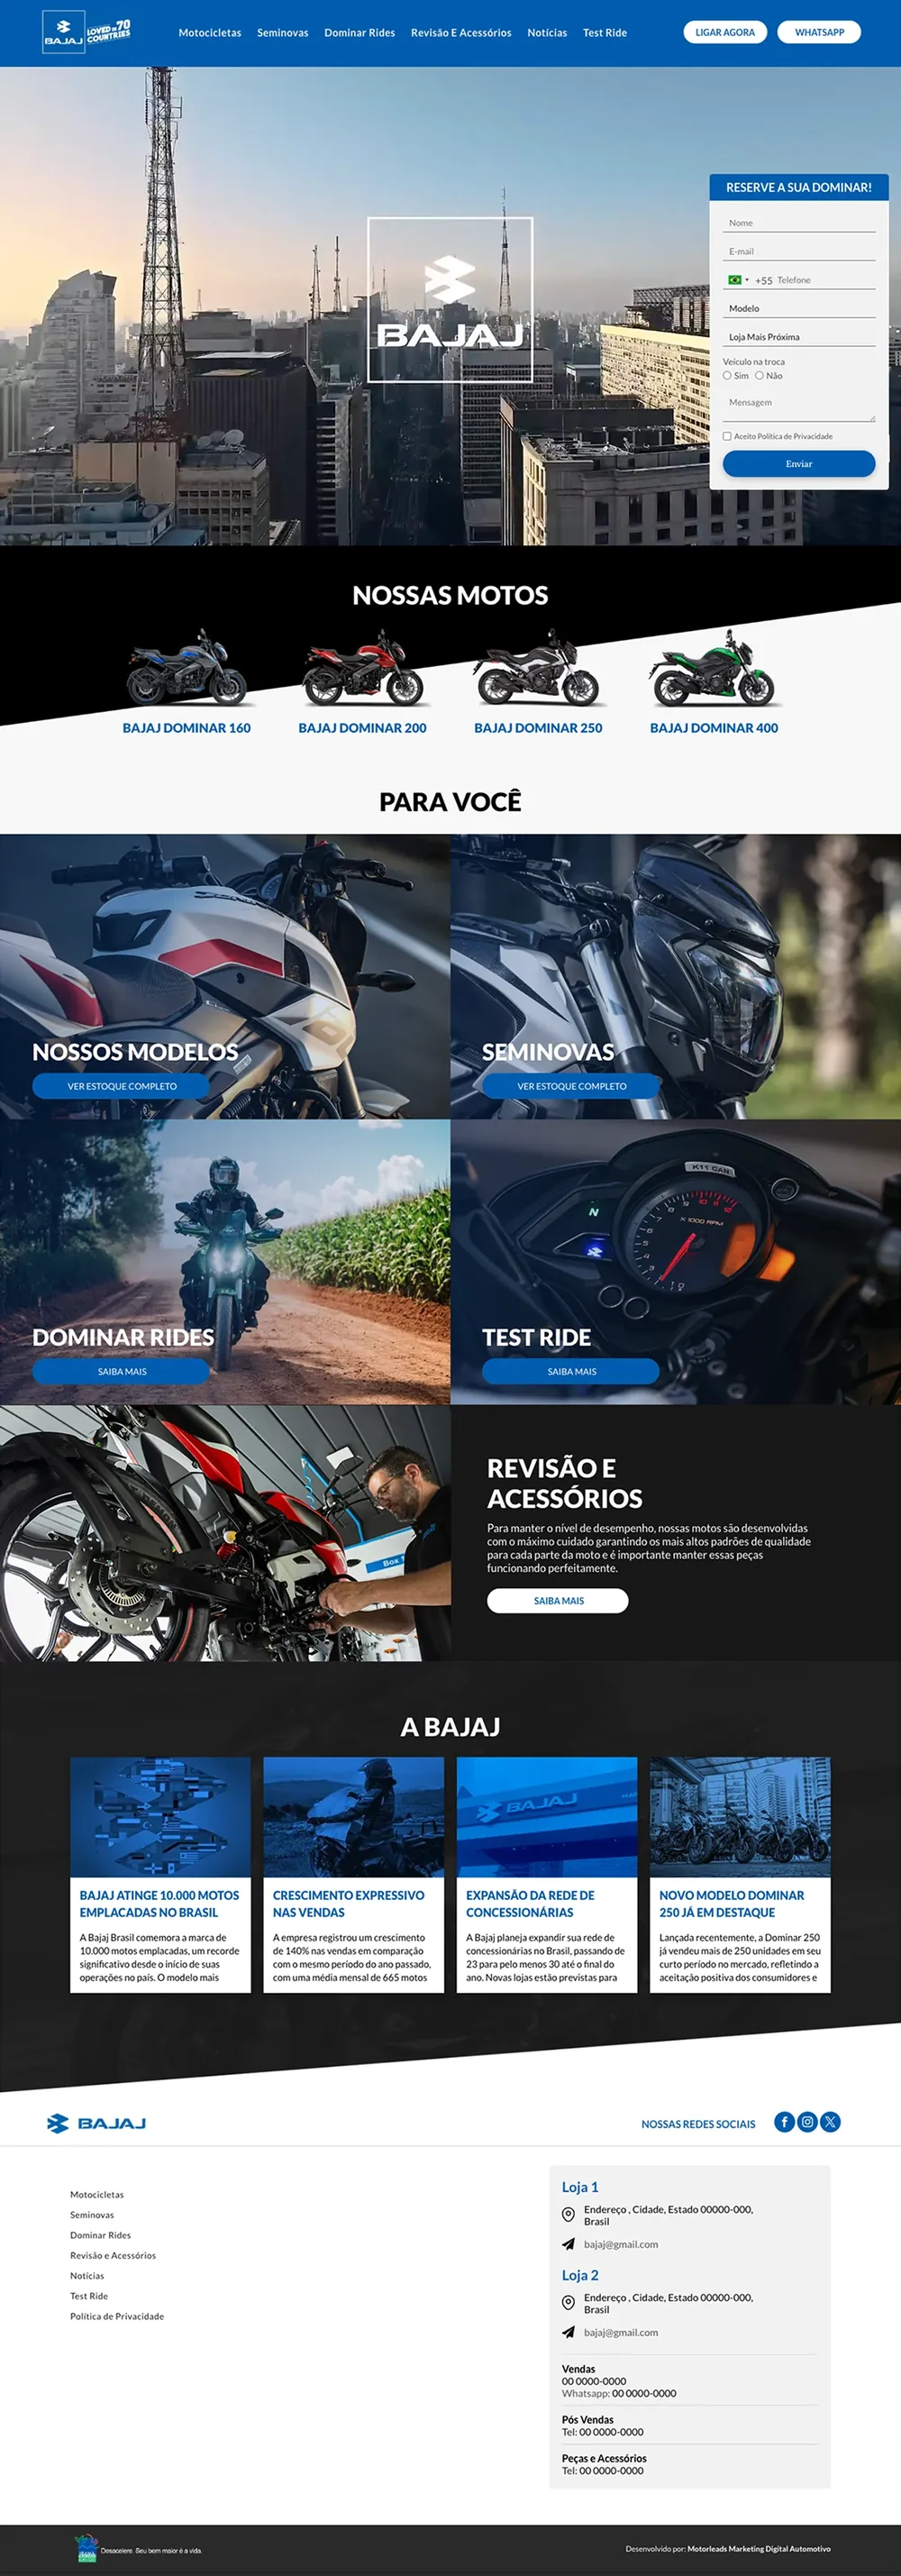 BAJAJ
LOVED IN 70 COUNTRIES
Motocicletas
Seminovas
Dominar Rides
Revisão E Acessórios
Notícias
Test Ride
LIGAR AGORA
WHATSAPP
BAJAJ
RESERVE A SUA DOMINAR!
Nome
E-mail
+55 Telefone
Modelo
Loja Mais Próxima
Veículo na troca
Sim
Não
Mensagem
Aceito Política de Privacidade
Enviar
NOSSAS MOTOS
BAJAJ DOMINAR 160
BAJAJ DOMINAR 200
BAJAJ DOMINAR 250
BAJAJ DOMINAR 400
PARA VOCÊ
NOSSOS MODELOS
VER ESTOQUE COMPLETO
SEMINOVAS
VER ESTOQUE COMPLETO
DOMINAR RIDES
SAIBA MAIS
K11 CAN
X 1000 RPM
N
TEST RIDE
SAIBA MAIS
Box 1
REVISÃO E
ACESSÓRIOS
Para manter o nível de desempenho, nossas motos são desenvolvidas
com o máximo cuidado garantindo os mais altos padrões de qualidade
para cada parte da moto e é importante manter essas peças
funcionando perfeitamente.
SAIBA MAIS
A BAJAJ
BAJAJ ATINGE 10.000 MOTOS
EMPLACADAS NO BRASIL
A Bajaj Brasil comemora a marca de
10.000 motos emplacadas, um recorde
significativo desde o início de suas
operações no país. O modelo mais
CRESCIMENTO EXPRESSIVO
NAS VENDAS
A empresa registrou um crescimento
de 140% nas vendas em comparação
com o mesmo período do ano passado,
com uma média mensal de 665 motos
BAJAJ
EXPANSÃO DA REDE DE
CONCESSIONÁRIAS
A Bajaj planeja expandir sua rede de
concessionárias no Brasil, passando de
23 para pelo menos 30 até o final do
ano. Novas lojas estão previstas para
NOVO MODELO DOMINAR
250 JÁ EM DESTAQUE
Lançada recentemente, a Dominar 250
já vendeu mais de 250 unidades em seu
curto período no mercado, refletindo a
aceitação positiva dos consumidores e
BAJAJ
NOSSAS REDES SOCIAIS
Motocicletas
Seminovas
Dominar Rides
Revisão e Acessórios
Notícias
Test Ride
Política de Privacidade
Loja 1
Endereço , Cidade, Estado 00000-000,
Brasil
bajaj@gmail.com
Loja 2
Endereço , Cidade, Estado 00000-000,
Brasil
bajaj@gmail.com
Vendas
00 0000-0000
Whatsapp: 00 0000-0000
Pós Vendas
Tel: 00 0000-0000
Peças e Acessórios
Tel: 00 0000-0000
Desacelere. Seu bem maior é a vida.
Desenvolvido por: Motorleads Marketing Digital Automotivo